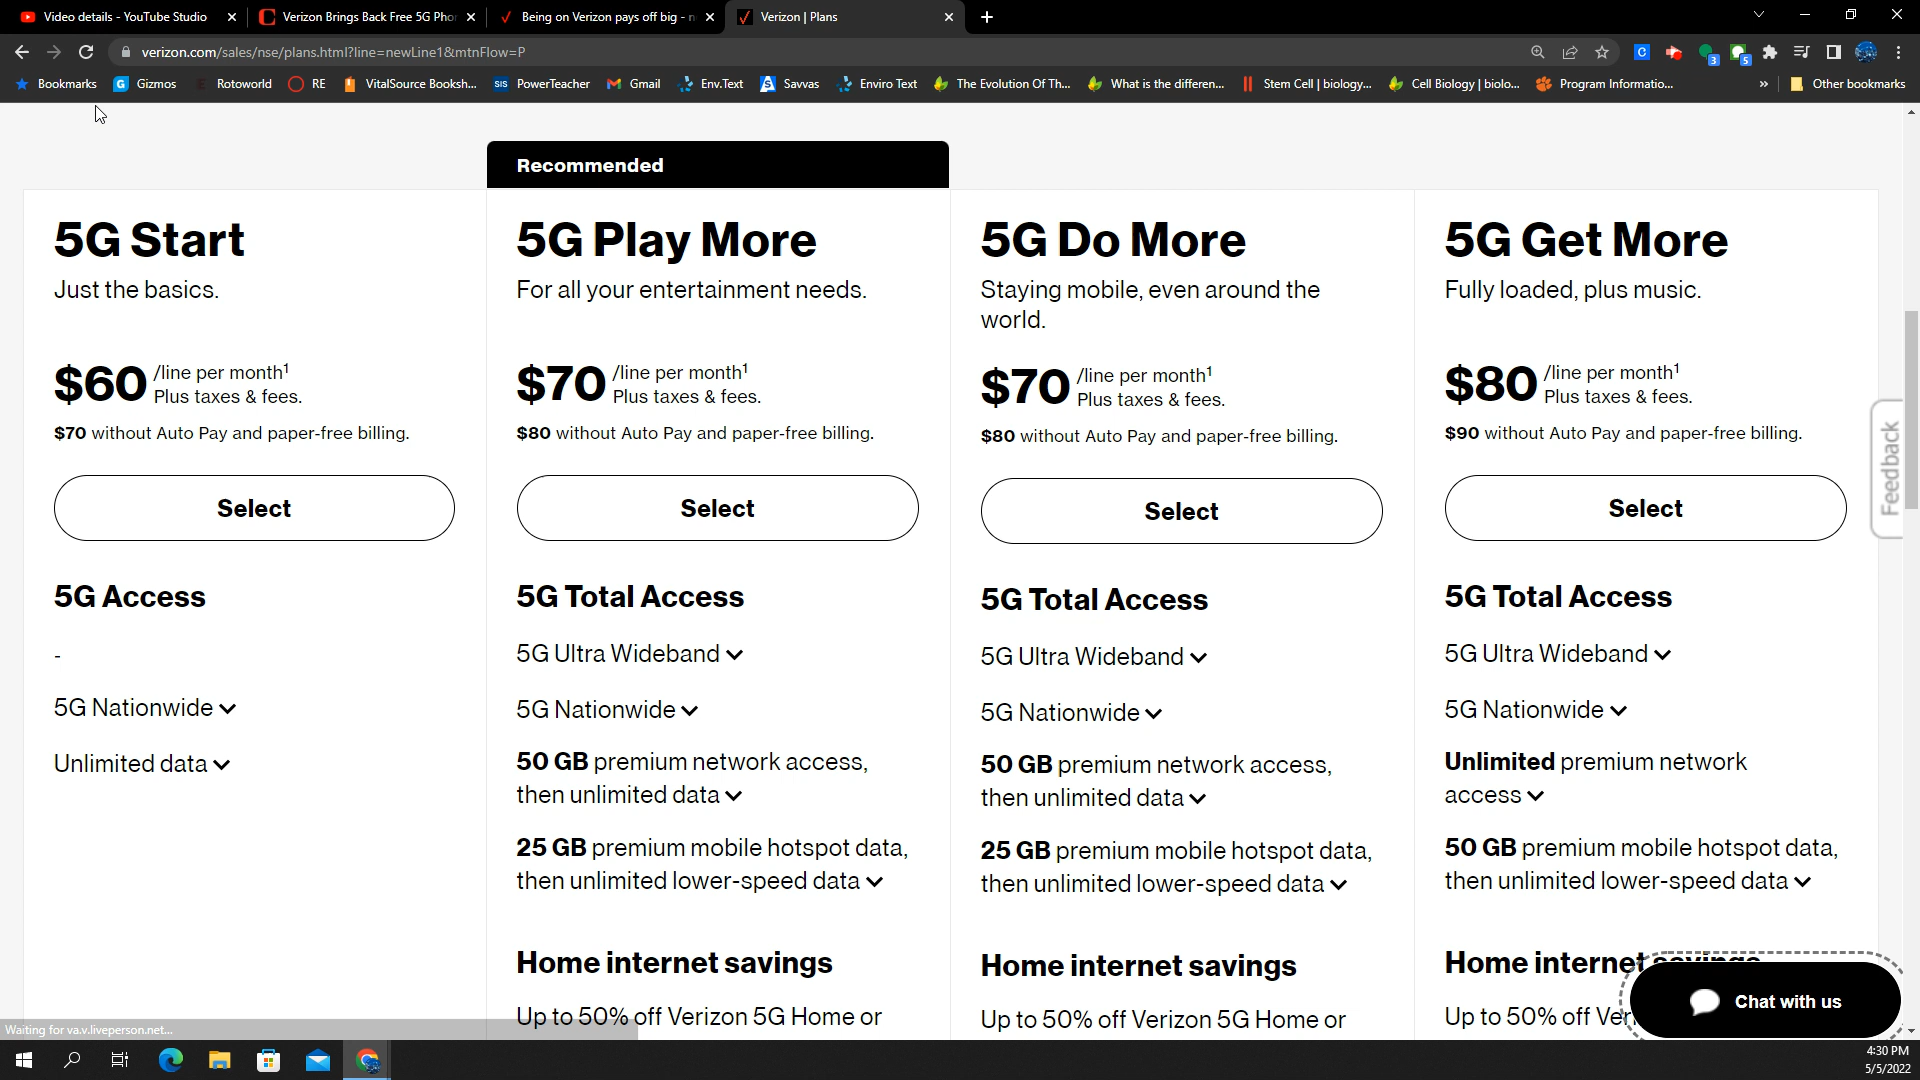 Video details - YouTube Studio
Verizon Brings Back Free 5G Phon
Being on Verizon pays off big - n
Verizon | Plans
verizon.com/sales/nse/plans.html?line=newLine1&mtnFlow=P
Bookmarks
Gizmos
Rotoworld
RE
VitalSource Booksh...
SIS PowerTeacher
Gmail
Env.Text
Savvas
Enviro Text
The Evolution Of Th...
What is the differen...
Stem Cell | biology...
Cell Biology | biolo...
Program Informatio...
»
Other bookmarks
Recommended
5G Start
Just the basics.
$60 /line per month1
Plus taxes & fees.
$70 without Auto Pay and paper-free billing.
Select
5G Access
-
5G Nationwide
Unlimited data
5G Play More
For all your entertainment needs.
$70 /line per month1
Plus taxes & fees.
$80 without Auto Pay and paper-free billing.
Select
5G Total Access
5G Ultra Wideband
5G Nationwide
50 GB premium network access,
then unlimited data
25 GB premium mobile hotspot data,
then unlimited lower-speed data
Home internet savings
Up to 50% off Verizon 5G Home or
5G Do More
Staying mobile, even around the
world.
$70 /line per month1
Plus taxes & fees.
$80 without Auto Pay and paper-free billing.
Select
5G Total Access
5G Ultra Wideband
5G Nationwide
50 GB premium network access,
then unlimited data
25 GB premium mobile hotspot data,
then unlimited lower-speed data
Home internet savings
Up to 50% off Verizon 5G Home or
5G Get More
Fully loaded, plus music.
$80 /line per month1
Plus taxes & fees.
$90 without Auto Pay and paper-free billing.
Select
5G Total Access
5G Ultra Wideband
5G Nationwide
Unlimited premium network
access
50 GB premium mobile hotspot data,
then unlimited lower-speed data
Home internet savings
Up to 50% off Ver
Feedback
Chat with us
Waiting for va.v.liveperson.net...
4:30 PM
5/5/2022